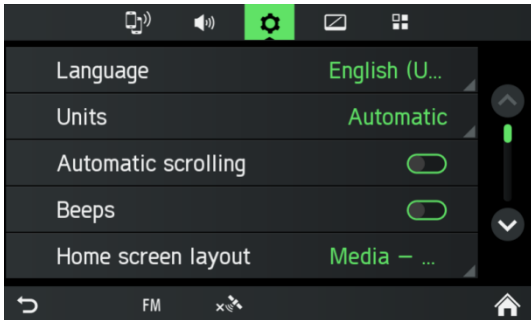 Language English (U...
Units Automatic
Automatic scrolling
Beeps
Home screen layout Media – ...
FM